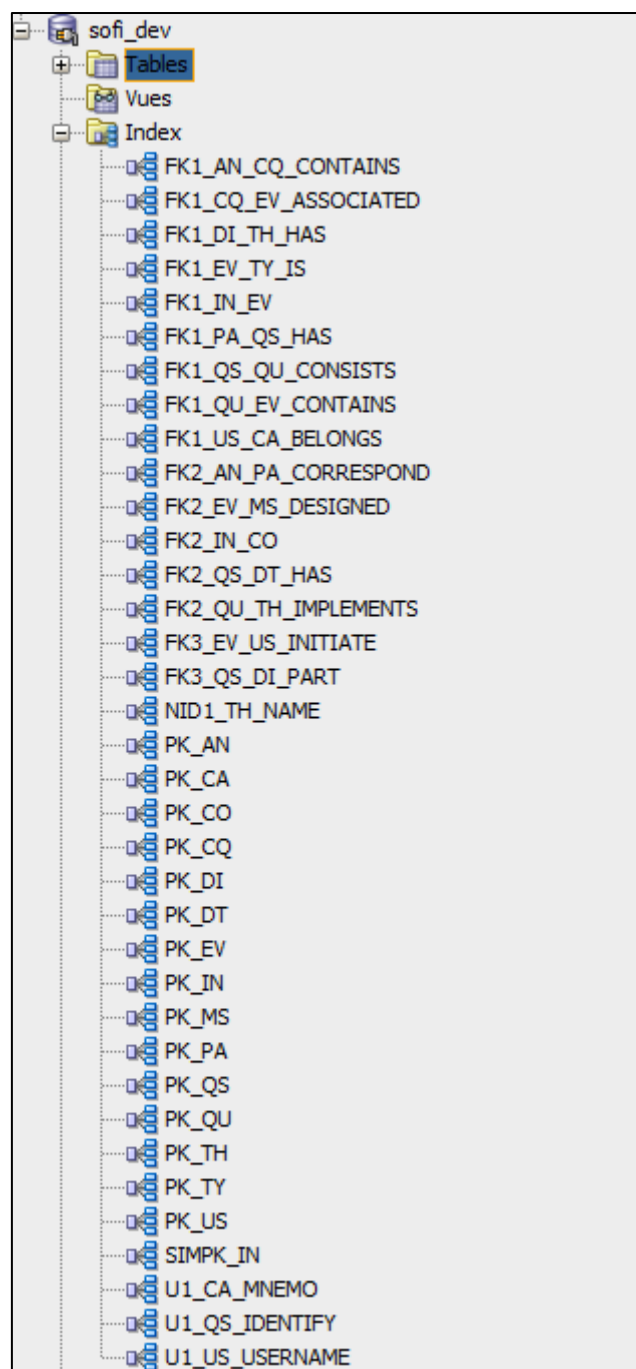 sofi_dev
Tables
Vues
Index
FK1_AN_CQ_CONTAINS
FK1_CQ_EV_ASSOCIATED
FK1_DI_TH_HAS
FK1_EV_TY_IS
FK1_IN_EV
FK1_PA_QS_HAS
FK1_QS_QU_CONSISTS
FK1_QU_EV_CONTAINS
FK1_US_CA_BELONGS
FK2_AN_PA_CORRESPOND
FK2_EV_MS_DESIGNED
FK2_IN_CO
FK2_QS_DT_HAS
FK2_QU_TH_IMPLEMENTS
FK3_EV_US_INITIATE
FK3_QS_DI_PART
NID1_TH_NAME
PK_AN
PK_CA
PK_CO
PK_CQ
PK_DI
PK_DT
PK_EV
PK_IN
PK_MS
PK_PA
PK_QS
PK_QU
PK_TH
PK_TY
PK_US
SIMPK_IN
U1_CA_MNEMO
U1_QS_IDENTIFY
U1_US_USERNAME